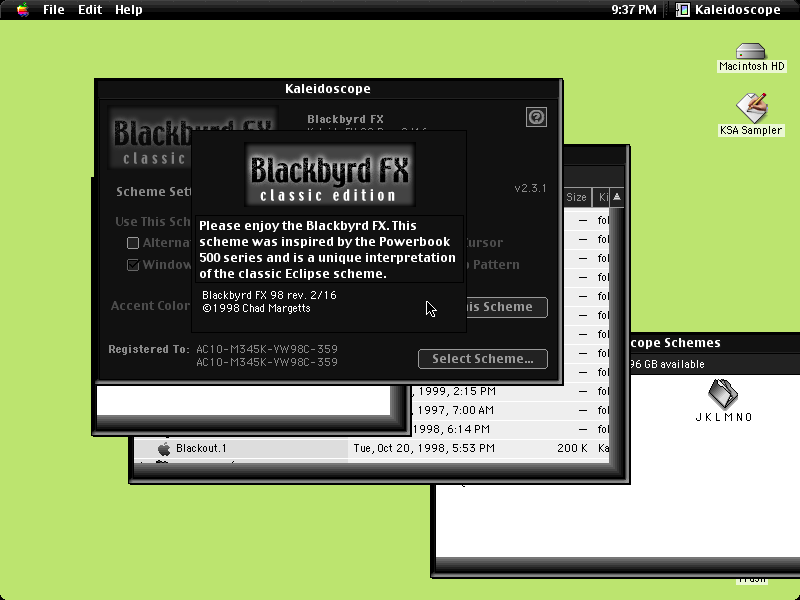 File Edit Help
9:37 PM Kaleidoscope
Macintosh HD
KSA Sampler
Kaleidoscope
Blackbyrd FX
classic
Blackbyrd FX
v2.3.1
Blackbyrd FX
classic edition
Please enjoy the Blackbyrd FX. This
scheme was inspired by the Powerbook
500 series and is a unique interpretation
of the classic Eclipse scheme.
Blackbyrd FX 98 rev. 2/16
©1998 Chad Margetts
Scheme Set
Use This Sch
Alterna
Window
ursor
Pattern
Accent Color
is Scheme
Registered To: AC10-M345K-VW98C-359
AC10-M345K-VW98C-359
Select Scheme...
Size Ki
— fol
— fol
— fol
— fol
— fol
— fol
— fol
— fol
— fol
, 1999, 2:15 PM — fol
, 1997, 7:00 AM — fol
1998, 6:14 PM — fol
Blackout.1 Tue, Oct 20, 1998, 5:53 PM 200 K Ka
cope Schemes
96 GB available
J K L M N O